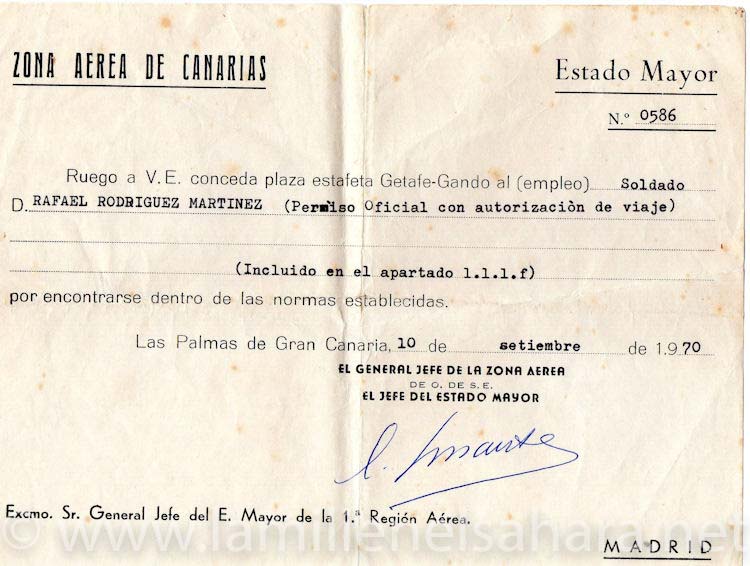 ZONA AEREA DE CANARIAS
Estado Mayor
N.º 0586
Ruego a V.E. conceda plaza estafeta Getafe-Gando al (empleo) Soldado
D. RAFAEL RODRIGUEZ MARTINEZ (Permiso Oficial con autorizaciòn de viaje)
(Incluido en el apartado l.l.l.f)
por encontrarse dentro de las normas establecidas.
Las Palmas de Gran Canaria, 10 de setiembre de 1.970
EL GENERAL JEFE DE LA ZONA AEREA
DE O. DE S.E.
EL JEFE DEL ESTADO MAYOR
Excmo. Sr. General Jefe del E. Mayor de la 1.ª Región Aérea.
© www.lamilienelsahara.net
MADRID